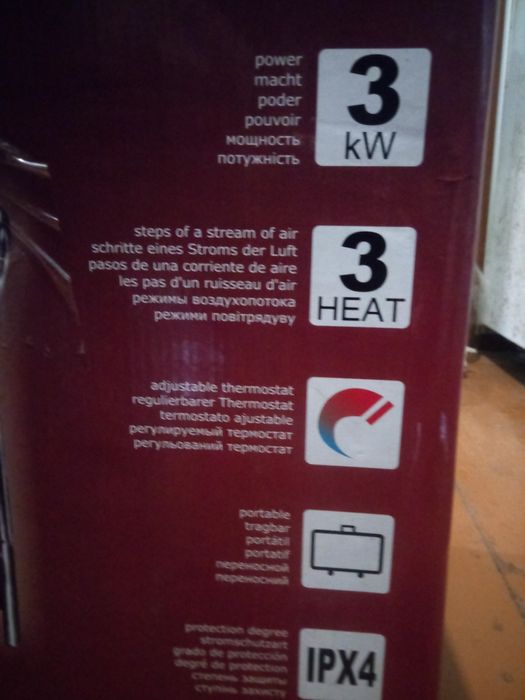 power
macht
poder
pouvoir
мощность
потужність
3
kW
steps of a stream of air
schritte eines Stroms der Luft
pasos de una corriente de aire
les pas d'un ruisseau d'air
режимы воздухопотока
режими повітрядуву
3
HEAT
adjustable thermostat
regulierbarer Thermostat
termostato ajustable
регулируемый термостат
регульований термостат
portable
tragbar
portátil
portatif
переносной
переносний
protection degree
stromschutzart
grado de protección
degré de protection
степень защиты
ступінь захисту
IPX4